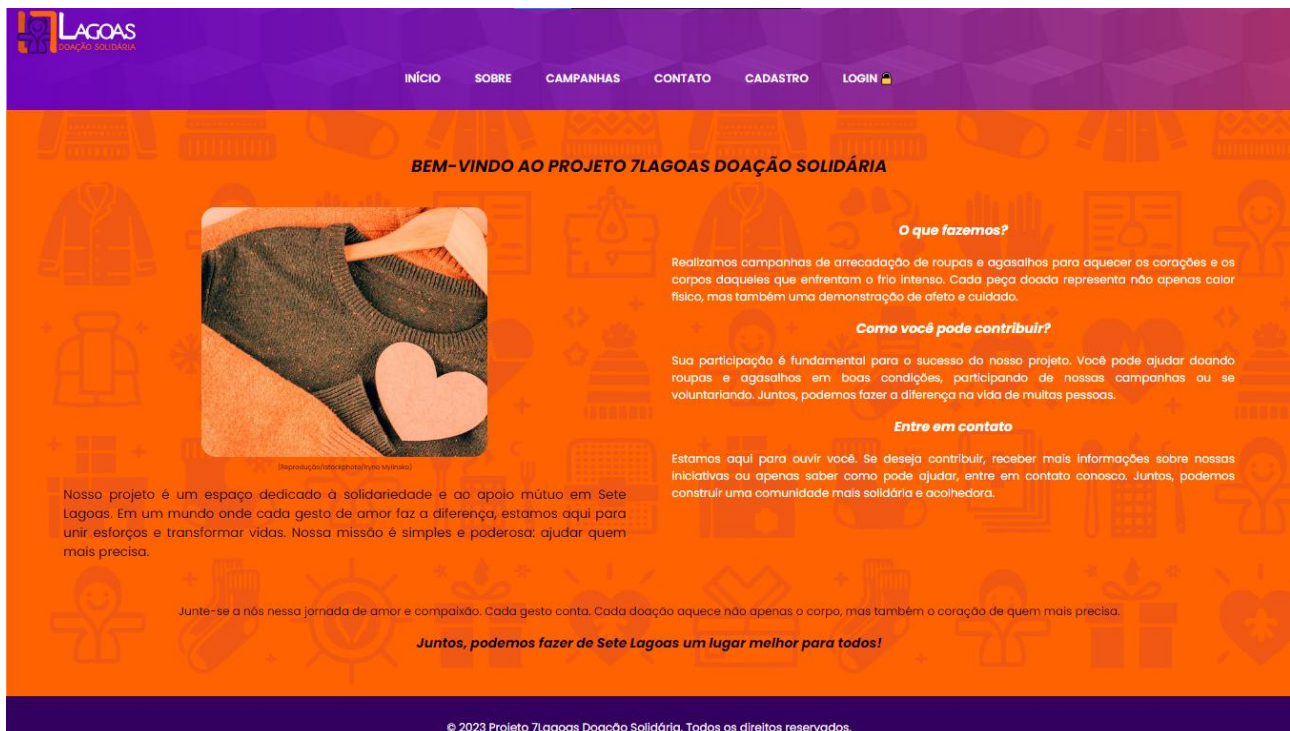 LAGOAS
DOAÇÃO SOLIDÁRIA
INÍCIO SOBRE CAMPANHAS CONTATO CADASTRO LOGIN
BEM-VINDO AO PROJETO 7LAGOAS DOAÇÃO SOLIDÁRIA
(Reprodução/istockphoto/Iryna Mylinska)
Nosso projeto é um espaço dedicado à solidariedade e ao apoio mútuo em Sete
Lagoas. Em um mundo onde cada gesto de amor faz a diferença, estamos aqui para
unir esforços e transformar vidas. Nossa missão é simples e poderosa: ajudar quem
mais precisa.
O que fazemos?
Realizamos campanhas de arrecadação de roupas e agasalhos para aquecer os corações e os
corpos daqueles que enfrentam o frio intenso. Cada peça doada representa não apenas calor
físico, mas também uma demonstração de afeto e cuidado.
Como você pode contribuir?
Sua participação é fundamental para o sucesso do nosso projeto. Você pode ajudar doando
roupas e agasalhos em boas condições, participando de nossas campanhas ou se
voluntariando. Juntos, podemos fazer a diferença na vida de muitas pessoas.
Entre em contato
Estamos aqui para ouvir você. Se deseja contribuir, receber mais informações sobre nossas
iniciativas ou apenas saber como pode ajudar, entre em contato conosco. Juntos, podemos
construir uma comunidade mais solidária e acolhedora.
Junte-se a nós nessa jornada de amor e compaixão. Cada gesto conta. Cada doação aquece não apenas o corpo, mas também o coração de quem mais precisa.
Juntos, podemos fazer de Sete Lagoas um lugar melhor para todos!
© 2023 Projeto 7Lagoas Doação Solidária. Todos os direitos reservados.